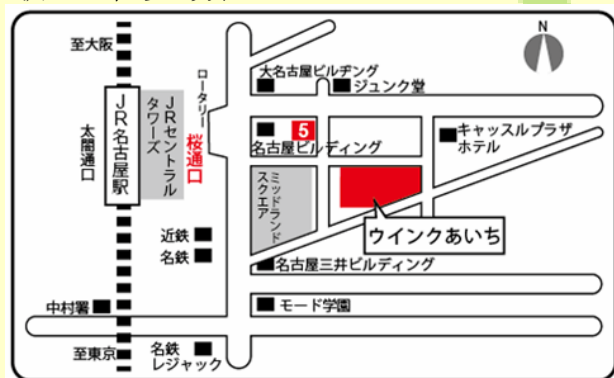 至大阪
N
大名古屋ビルヂング
ジュンク堂
ロータリー
JRセントラル
タワーズ
JR名古屋駅
太閤通口
桜通口
5
名古屋ビルディング
キャッスルプラザ
ホテル
ミッドランド
スクエア
ウインクあいち
近鉄
名鉄
名古屋三井ビルディング
中村署
モード学園
至東京
名鉄
レジャック